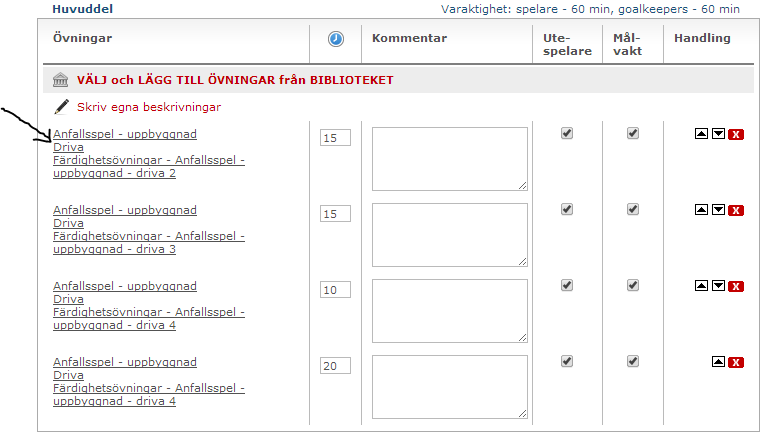 Huvuddel
Varaktighet: spelare - 60 min, goalkeepers - 60 min
Övningar
Kommentar
Ute-
spelare
Mål-
vakt
Handling
VÄLJ och LÄGG TILL ÖVNINGAR från BIBLIOTEKET
Skriv egna beskrivningar
Anfallsspel - uppbyggnad
Driva
Färdighetsövningar - Anfallsspel -
uppbyggnad - driva 2
15
X
Anfallsspel - uppbyggnad
Driva
Färdighetsövningar - Anfallsspel -
uppbyggnad - driva 3
15
X
Anfallsspel - uppbyggnad
Driva
Färdighetsövningar - Anfallsspel -
uppbyggnad - driva 4
10
X
Anfallsspel - uppbyggnad
Driva
Färdighetsövningar - Anfallsspel -
uppbyggnad - driva 4
20
X